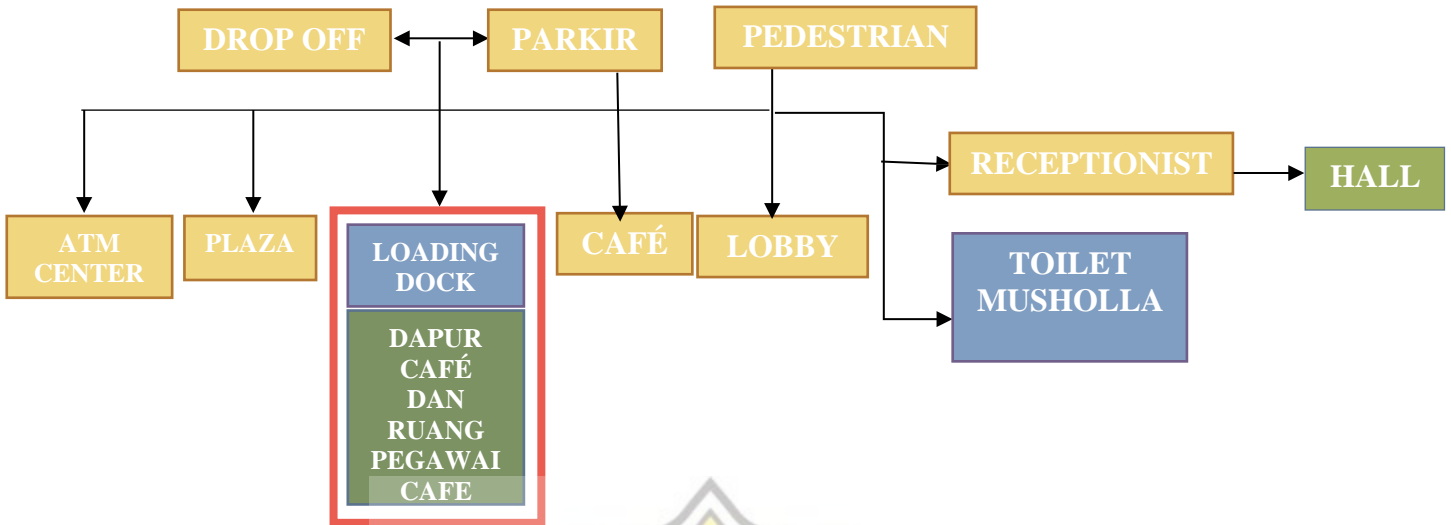 DROP OFF
PARKIR
PEDESTRIAN
RECEPTIONIST
HALL
ATM
CENTER
PLAZA
LOADING
DOCK
DAPUR
CAFÉ
DAN
RUANG
PEGAWAI
CAFE
CAFÉ
LOBBY
TOILET
MUSHOLLA